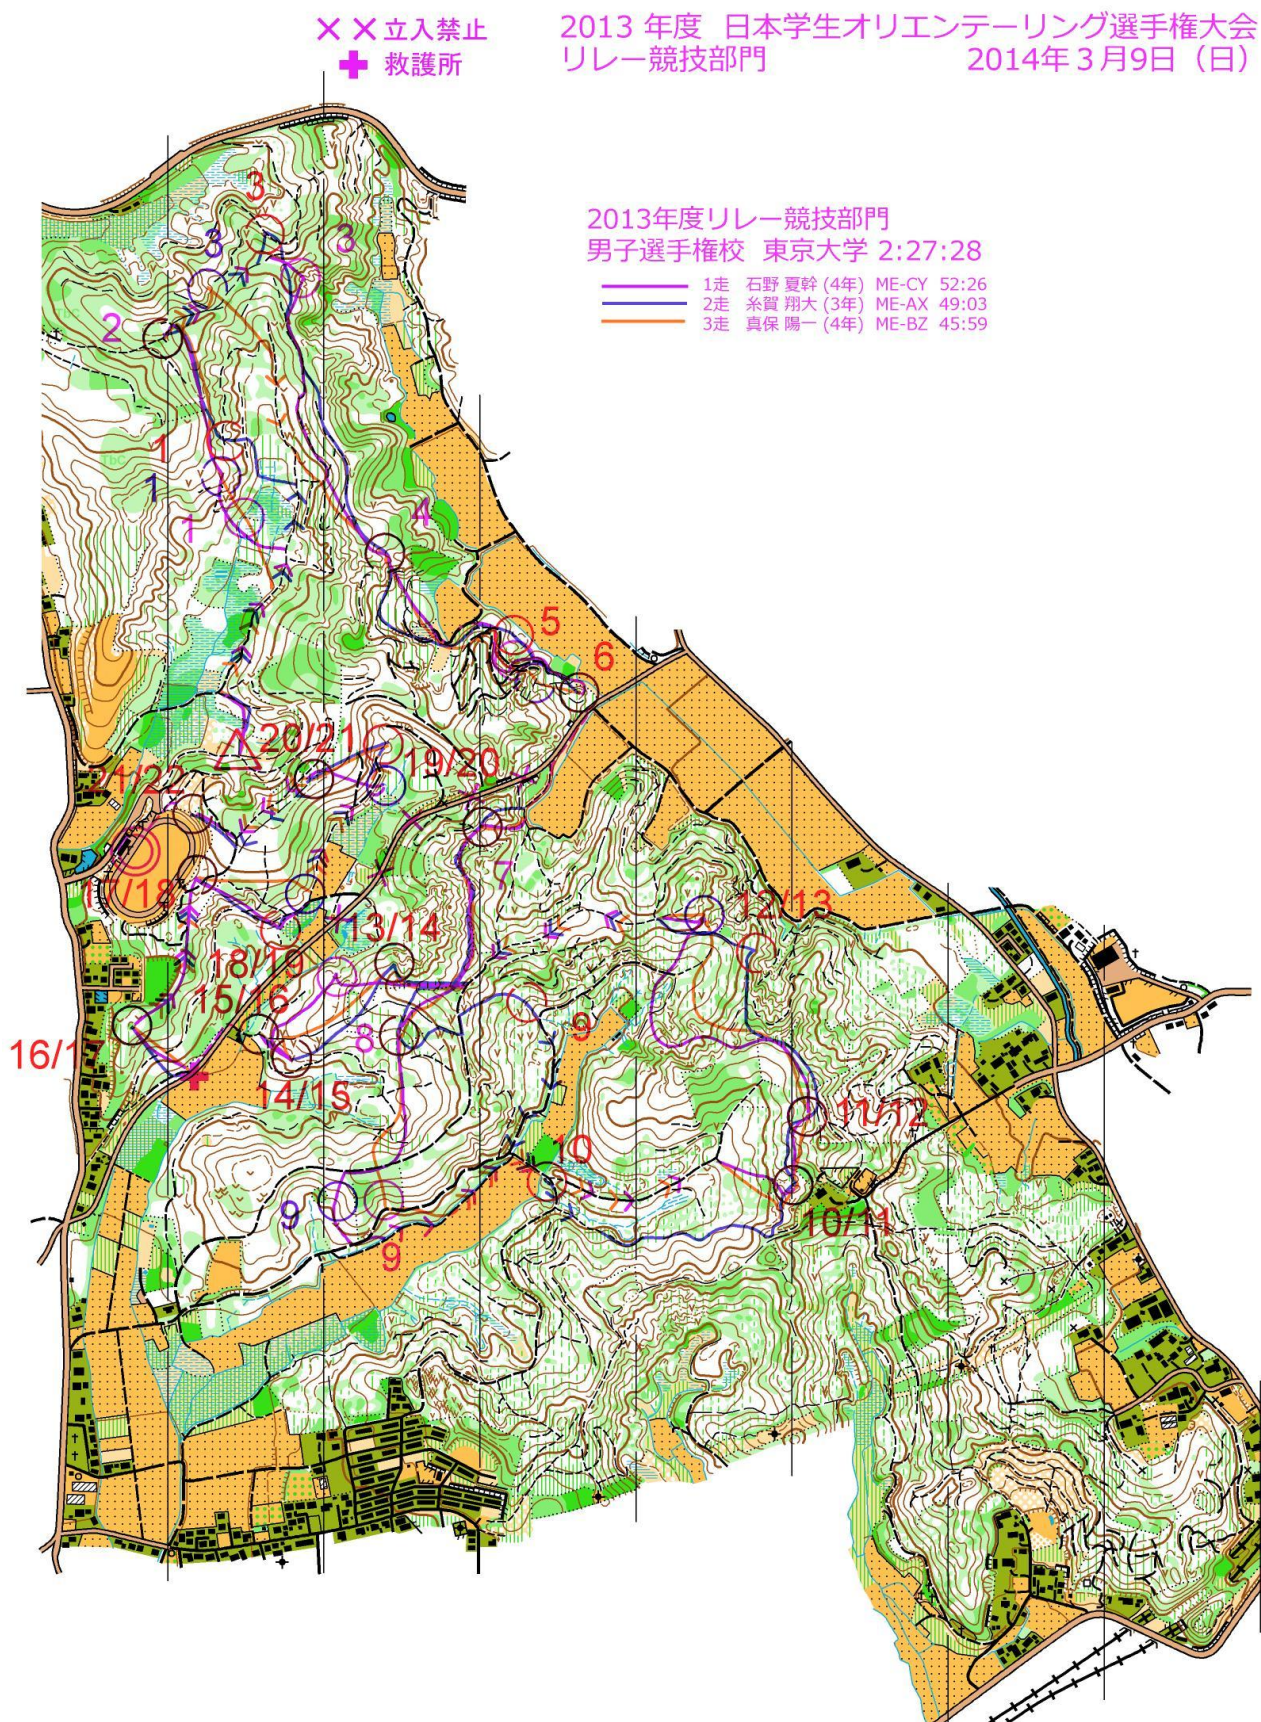 ××立入禁止
救護所
2013 年度 日本学生オリエンテーリング選手権大会
リレー競技部門 2014年３月9日（日）
2013年度リレー競技部門
男子選手権校 東京大学 2:27:28
1走 石野 夏幹 (4年) ME-CY 52:26
2走 糸賀 翔大 (3年) ME-AX 49:03
3走 真保 陽一 (4年) ME-BZ 45:59
3
3
3
2
TbC
1
TbC
1
1
4
5
6
20/21
19/20
21/22
7
17/18
12/13
13/14
18/19
15/16
8
9
16/17
14/15
11/12
10
9
10/11
9